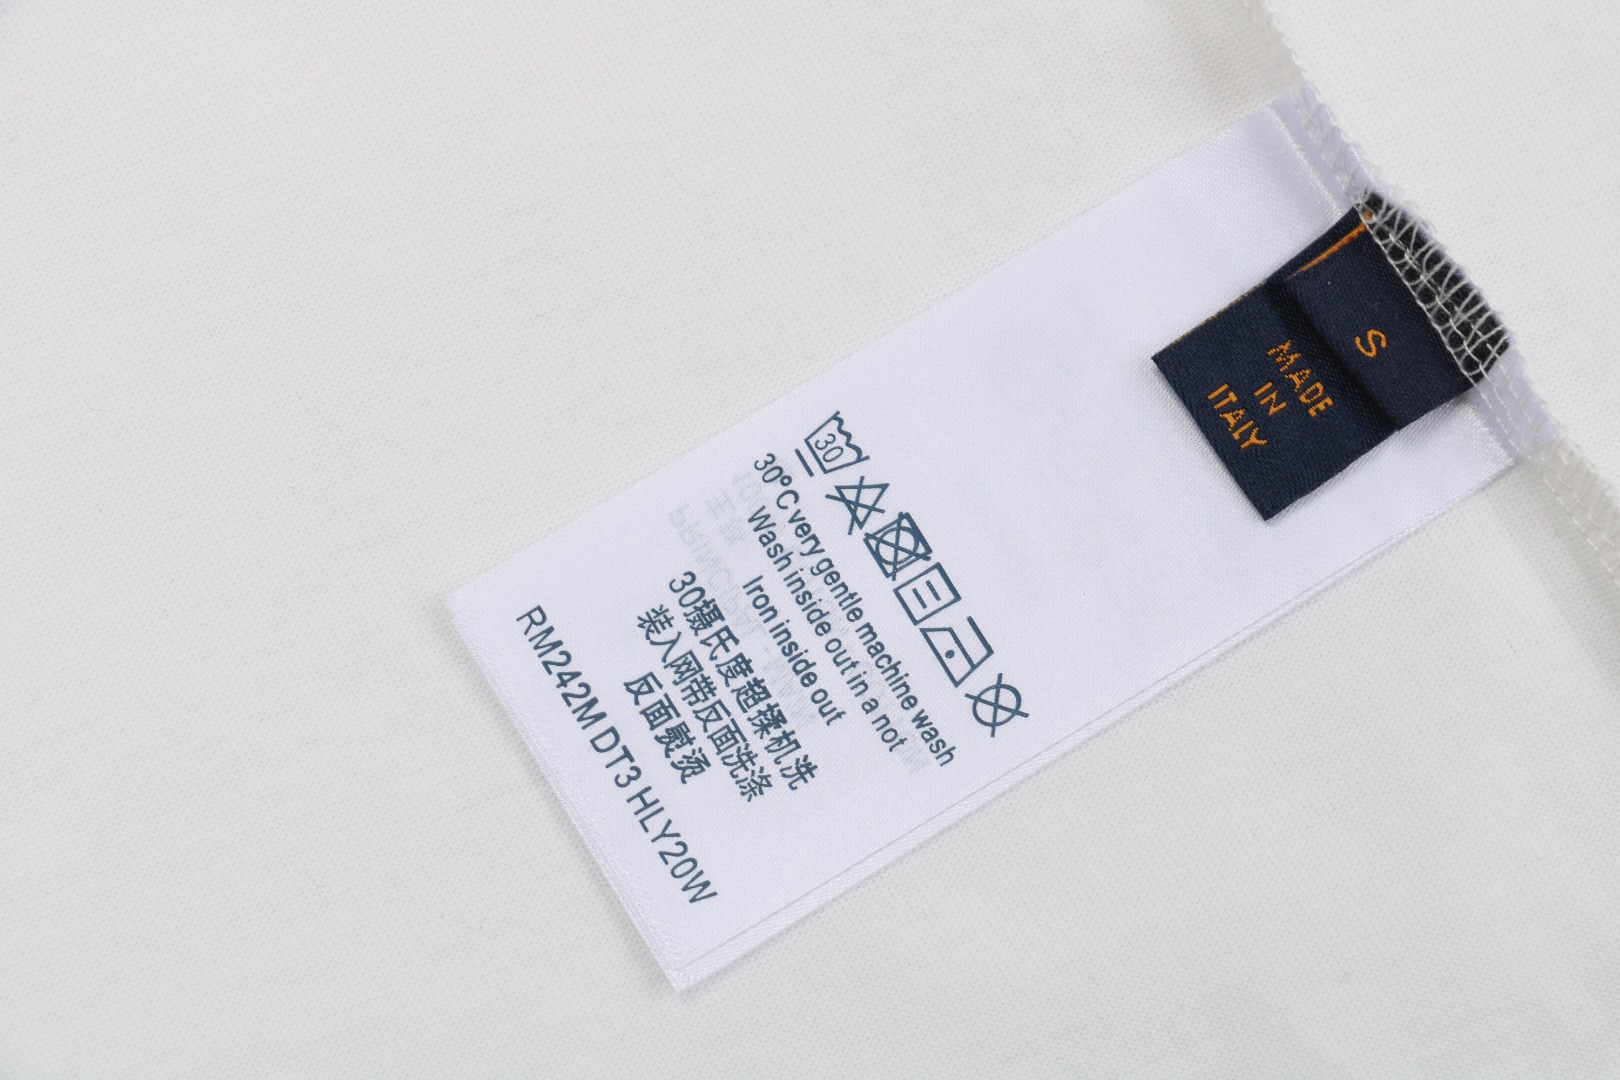 S
MADE
IN
ITALY
30
30°C very gentle machine wash
Wash inside out in a not
Iron inside out
30摄氏度超揉机洗
装入网带反面洗涤
反面熨烫
RM242M DT3 HLY20W